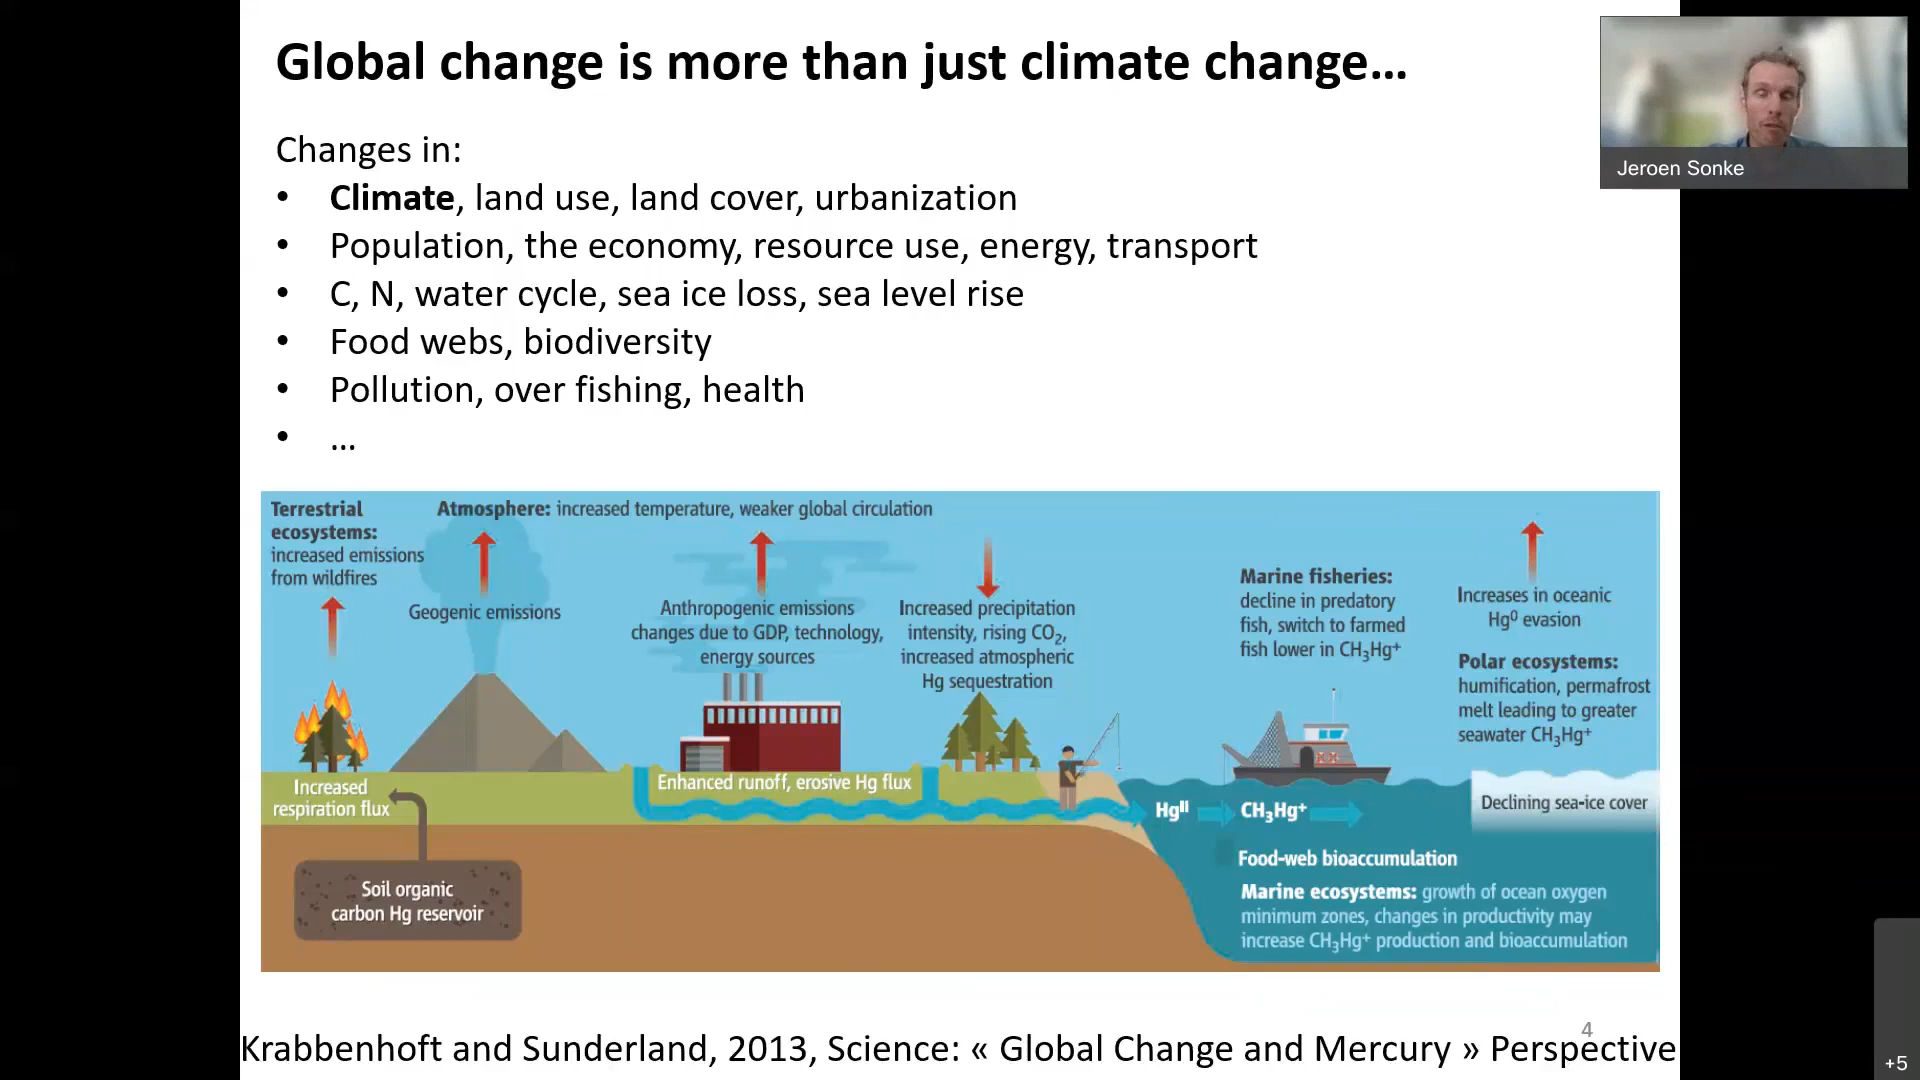 Global change is more than just climate change...
Jeroen Sonke
Changes in:
• Climate, land use, land cover, urbanization
• Population, the economy, resource use, energy, transport
• C, N, water cycle, sea ice loss, sea level rise
• Food webs, biodiversity
• Pollution, over fishing, health
• ...
Terrestrial
ecosystems:
increased emissions
from wildfires
Atmosphere: increased temperature, weaker global circulation
Geogenic emissions
Anthropogenic emissions
changes due to GDP, technology,
energy sources
Increased precipitation
intensity, rising CO₂,
increased atmospheric
Hg sequestration
Marine fisheries:
decline in predatory
fish, switch to farmed
fish lower in CH₃Hg⁺
Increases in oceanic
Hg⁰ evasion
Polar ecosystems:
humification, permafrost
melt leading to greater
seawater CH₃Hg⁺
Increased
respiration flux
Enhanced runoff, erosive Hg flux
Hgᴵᴵ
CH₃Hg⁺
Declining sea-ice cover
Soil organic
carbon Hg reservoir
Food-web bioaccumulation
Marine ecosystems: growth of ocean oxygen
minimum zones, changes in productivity may
increase CH₃Hg⁺ production and bioaccumulation
4
Krabbenhoft and Sunderland, 2013, Science: « Global Change and Mercury » Perspective
+5